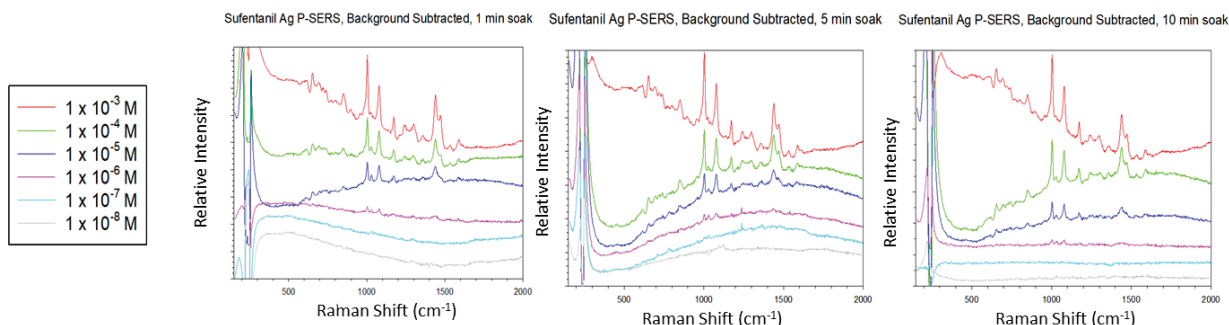 Sufentanil Ag P-SERS, Background Subtracted, 1 min soak
Sufentanil Ag P-SERS, Background Subtracted, 5 min soak
Sufentanil Ag P-SERS, Background Subtracted, 10 min soak
1 x 10⁻³ M
1 x 10⁻⁴ M
1 x 10⁻⁵ M
1 x 10⁻⁶ M
1 x 10⁻⁷ M
1 x 10⁻⁸ M
Relative Intensity
500 1000 1500 2000
Raman Shift (cm⁻¹)
Relative Intensity
500 1000 1500 2000
Raman Shift (cm⁻¹)
Relative Intensity
500 1000 1500 2000
Raman Shift (cm⁻¹)